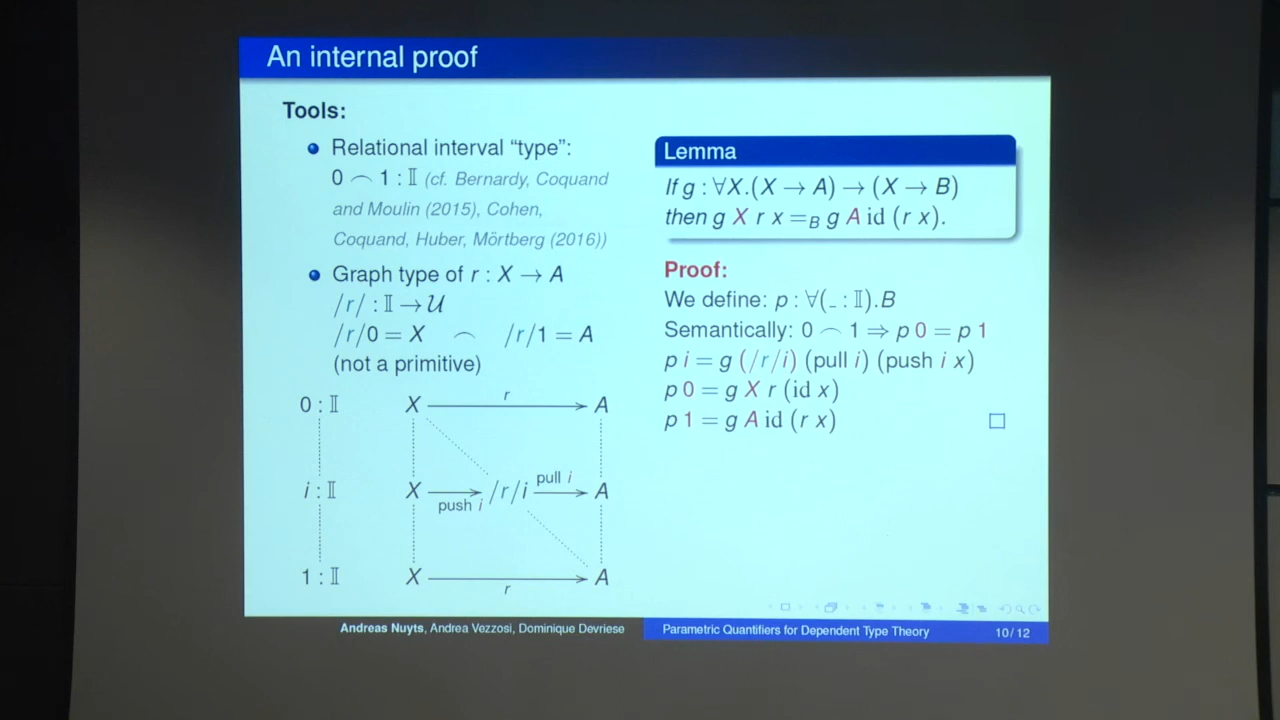 An internal proof
Tools:
Relational interval “type”:
0 ⌢ 1 : 𝕀 (cf. Bernardy, Coquand
and Moulin (2015), Cohen,
Coquand, Huber, Mörtberg (2016))
Graph type of r : X → A
/r/ : 𝕀 → 𝒰
/r/0 = X ⌢ /r/1 = A
(not a primitive)
0 : 𝕀 X r A
i : 𝕀 X push i /r/i pull i A
1 : 𝕀 X r A
Lemma
If g : ∀X.(X → A) → (X → B)
then g X r x =B g A id (r x).
Proof:
We define: p : ∀(_ : 𝕀).B
Semantically: 0 ⌢ 1 ⇒ p 0 = p 1
p i = g (/r/i) (pull i) (push i x)
p 0 = g X r (id x)
p 1 = g A id (r x)
□
Andreas Nuyts, Andrea Vezzosi, Dominique Devriese
Parametric Quantifiers for Dependent Type Theory
10/12